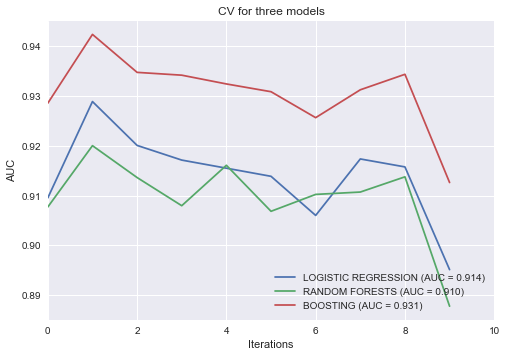 CV for three models
AUC
0.94
0.93
0.92
0.91
0.90
0.89
0
2
4
6
8
10
Iterations
LOGISTIC REGRESSION (AUC = 0.914)
RANDOM FORESTS (AUC = 0.910)
BOOSTING (AUC = 0.931)